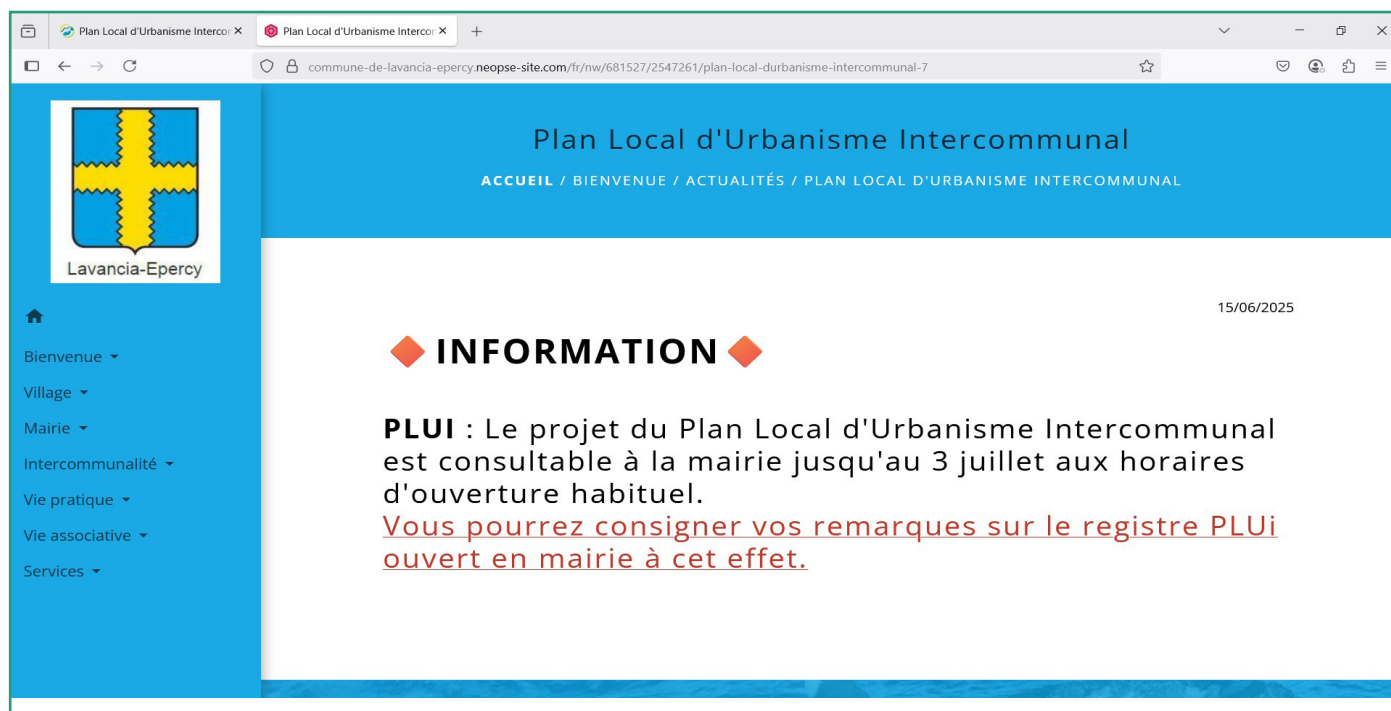 Plan Local d'Urbanisme Interco
Plan Local d'Urbanisme Interco
commune-de-lavancia-epercy.neopse-site.com/fr/nw/681527/2547261/plan-local-durbanisme-intercommunal-7
Lavancia-Epercy
Bienvenue
Village
Mairie
Intercommunalité
Vie pratique
Vie associative
Services
Plan Local d'Urbanisme Intercommunal
ACCUEIL / BIENVENUE / ACTUALITÉS / PLAN LOCAL D'URBANISME INTERCOMMUNAL
15/06/2025
INFORMATION
PLUI : Le projet du Plan Local d'Urbanisme Intercommunal
est consultable à la mairie jusqu'au 3 juillet aux horaires
d'ouverture habituel.
Vous pourrez consigner vos remarques sur le registre PLUi
ouvert en mairie à cet effet.